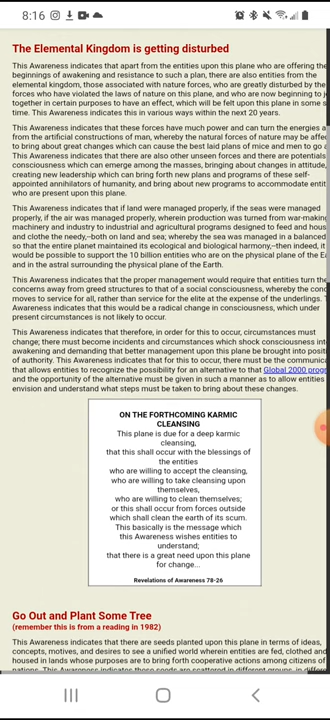 8:16
The Elemental Kingdom is getting disturbed
This Awareness indicates that apart from the entities upon this plane who are offering the
beginnings of awakening and resistance to such a plan, there are also entities from the
elemental kingdom, those associated with nature forces, who are greatly disturbed by the
forces who have violated the laws of nature on this plane, and who are now beginning to j
together in certain purposes to have an effect, which will be felt upon this plane in some s
time. This Awareness indicates this in various ways within the next 20 years.
This Awareness indicates that these forces have much power and can turn the energies a
from the artificial constructions of man, whereby the natural forces of nature may be affec
to bring about great changes which can cause the best laid plans of mice and men to go a
This Awareness indicates that there are also other unseen forces and there are potentials
consciousness which can emerge among the masses, bringing about changes in attitude,
creating new leadership which can bring forth new plans and programs of these self-
appointed annihilators of humanity, and bring about new programs to accommodate entit
who are present upon this plane.
This Awareness indicates that if land were managed properly, if the seas were managed
properly, if the air was managed properly, wherein production was turned from war-making
machinery and industry to industrial and agricultural programs designed to feed and hous
and clothe the needy,--both on land and sea; whereby the sea was managed in a balanced
so that the entire planet maintained its ecological and biological harmony,--then indeed, it
would be possible to support the 10 billion entities who are on the physical plane of the Ea
and in the astral surrounding the physical plane of the Earth.
This Awareness indicates that the proper management would require that entities turn the
concerns away from greed structures to that of a social consciousness, whereby the conc
moves to service for all, rather than service for the elite at the expense of the underlings. T
Awareness indicates that this would be a radical change in consciousness, which under
present circumstances is not likely to occur.
This Awareness indicates that therefore, in order for this to occur, circumstances must
change; there must become incidents and circumstances which shock consciousness int
awakening and demanding that better management upon this plane be brought into posit
of authority. This Awareness indicates that for this to occur, there must be the communica
that allows entities to recognize the possibility for an alternative to that Global 2000 progr
and the opportunity of the alternative must be given in such a manner as to allow entities
envision and understand what steps must be taken to bring about these changes.
ON THE FORTHCOMING KARMIC
CLEANSING
This plane is due for a deep karmic
cleansing,
that this shall occur with the blessings of
the entities
who are willing to accept the cleansing,
who are willing to take cleansing upon
themselves,
who are willing to clean themselves;
or this shall occur from forces outside
which shall clean the earth of its scum.
This basically is the message which
this Awareness wishes entities to
understand;
that there is a great need upon this plane
for change...
Revelations of Awareness 78-26
Go Out and Plant Some Tree
(remember this is from a reading in 1982)
This Awareness indicates that there are seeds planted upon this plane in terms of ideas,
concepts, motives, and desires to see a unified world wherein entities are fed, clothed and
housed in lands whose purposes are to bring forth cooperative actions among citizens of